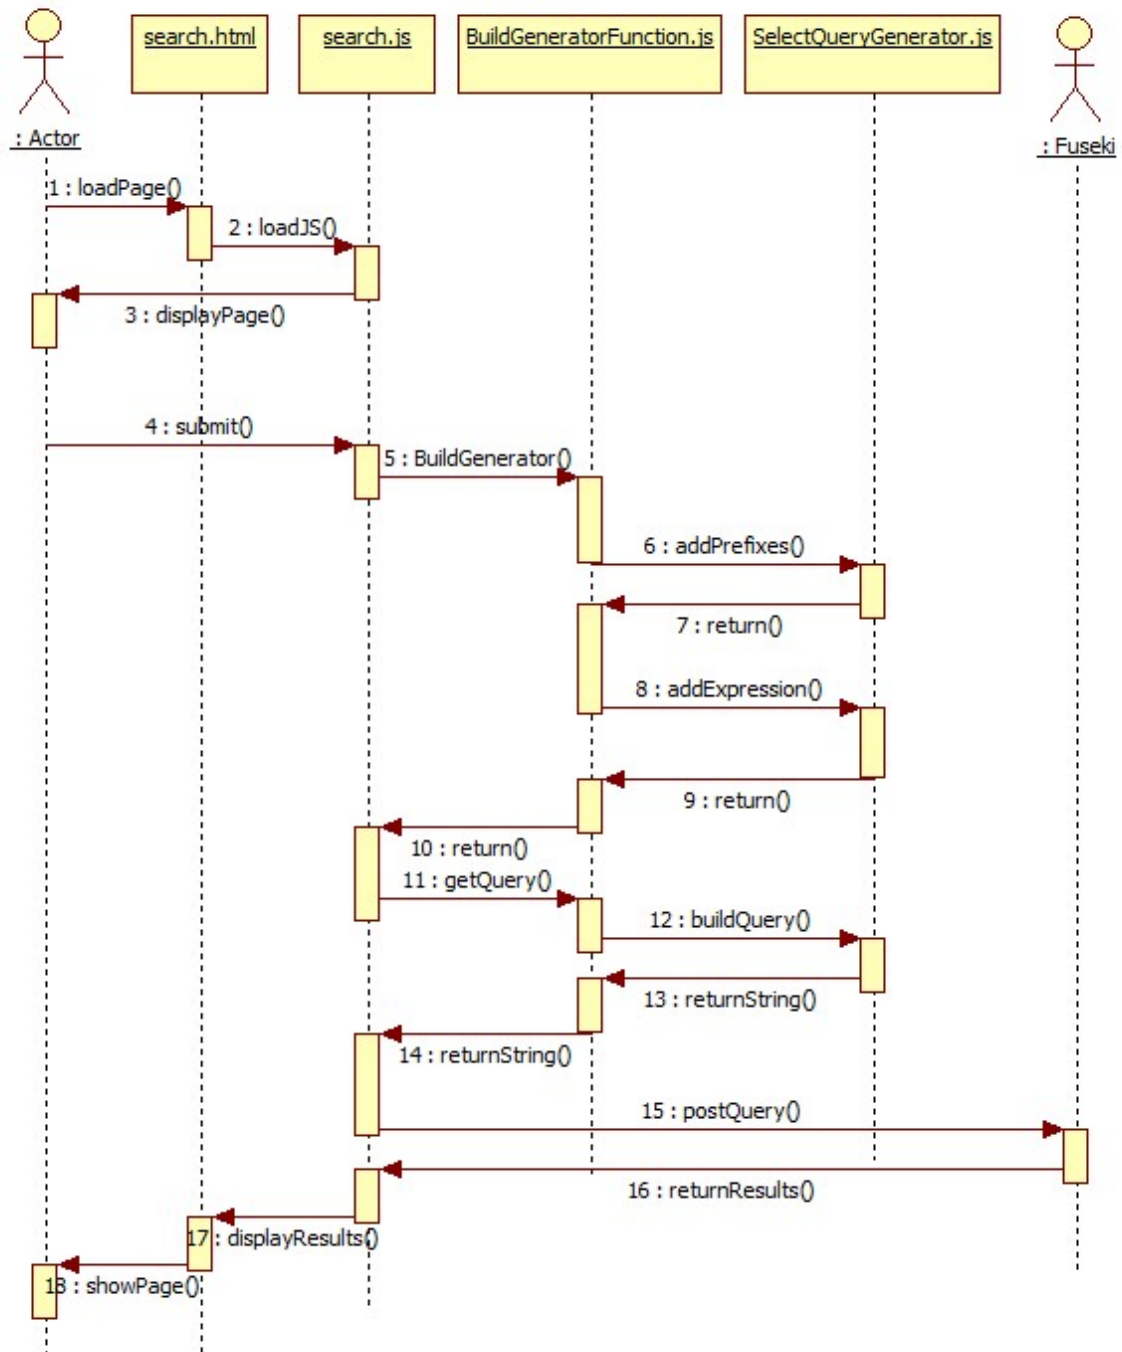 search.html
search.js
BuildGeneratorFunction.js
SelectQueryGenerator.js
: Actor
: Fuseki
1 : loadPage()
2 : loadJS()
3 : displayPage()
4 : submit()
5 : BuildGenerator()
6 : addPrefixes()
7 : return()
8 : addExpression()
9 : return()
10 : return()
11 : getQuery()
12 : buildQuery()
13 : returnString()
14 : returnString()
15 : postQuery()
16 : returnResults()
17 : displayResults()
18 : showPage()